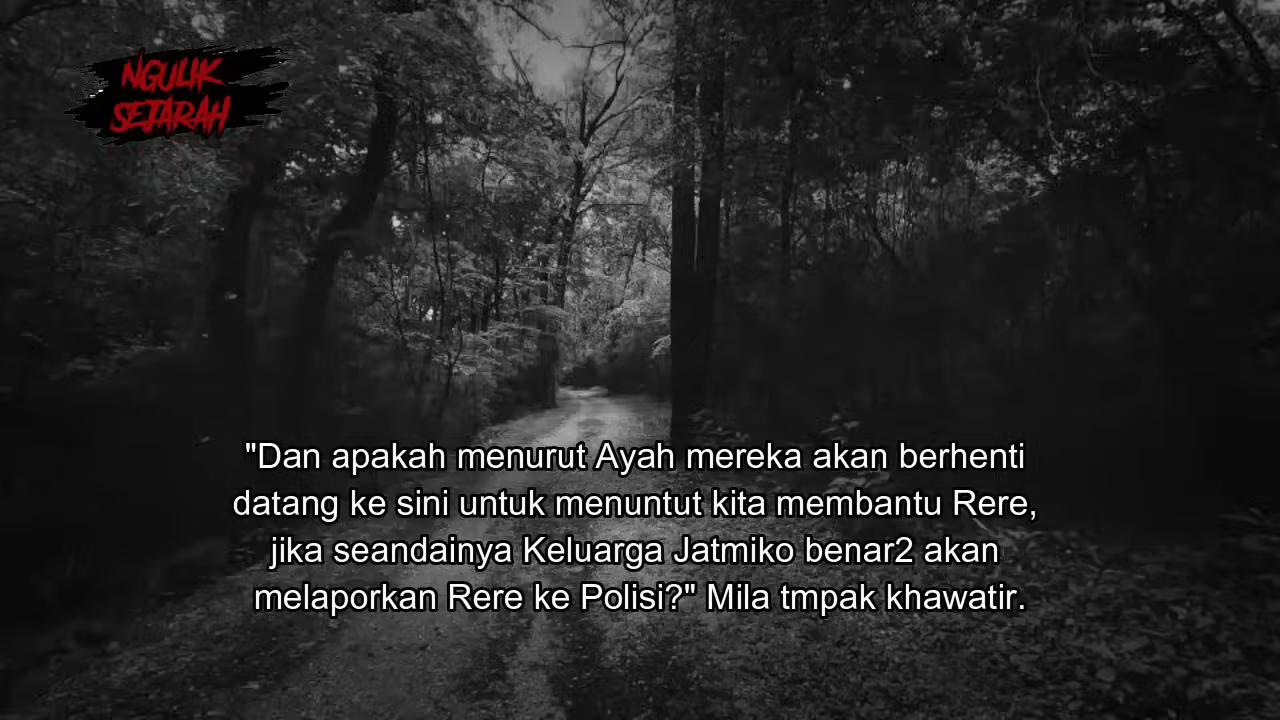 NGULIK
SEJARAH
"Dan apakah menurut Ayah mereka akan berhenti
datang ke sini untuk menuntut kita membantu Rere,
jika seandainya Keluarga Jatmiko benar2 akan
melaporkan Rere ke Polisi?" Mila tmpak khawatir.